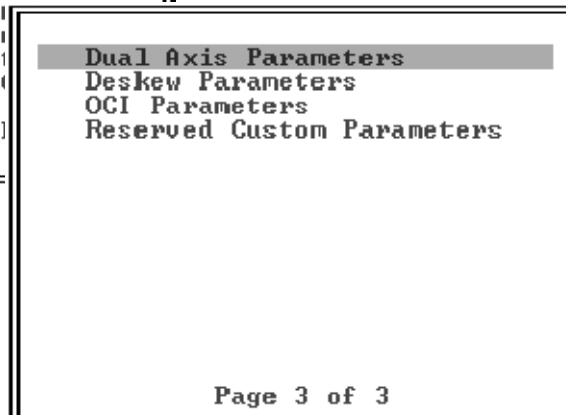 Dual Axis Parameters
Deskew Parameters
OCI Parameters
Reserved Custom Parameters
Page 3 of 3